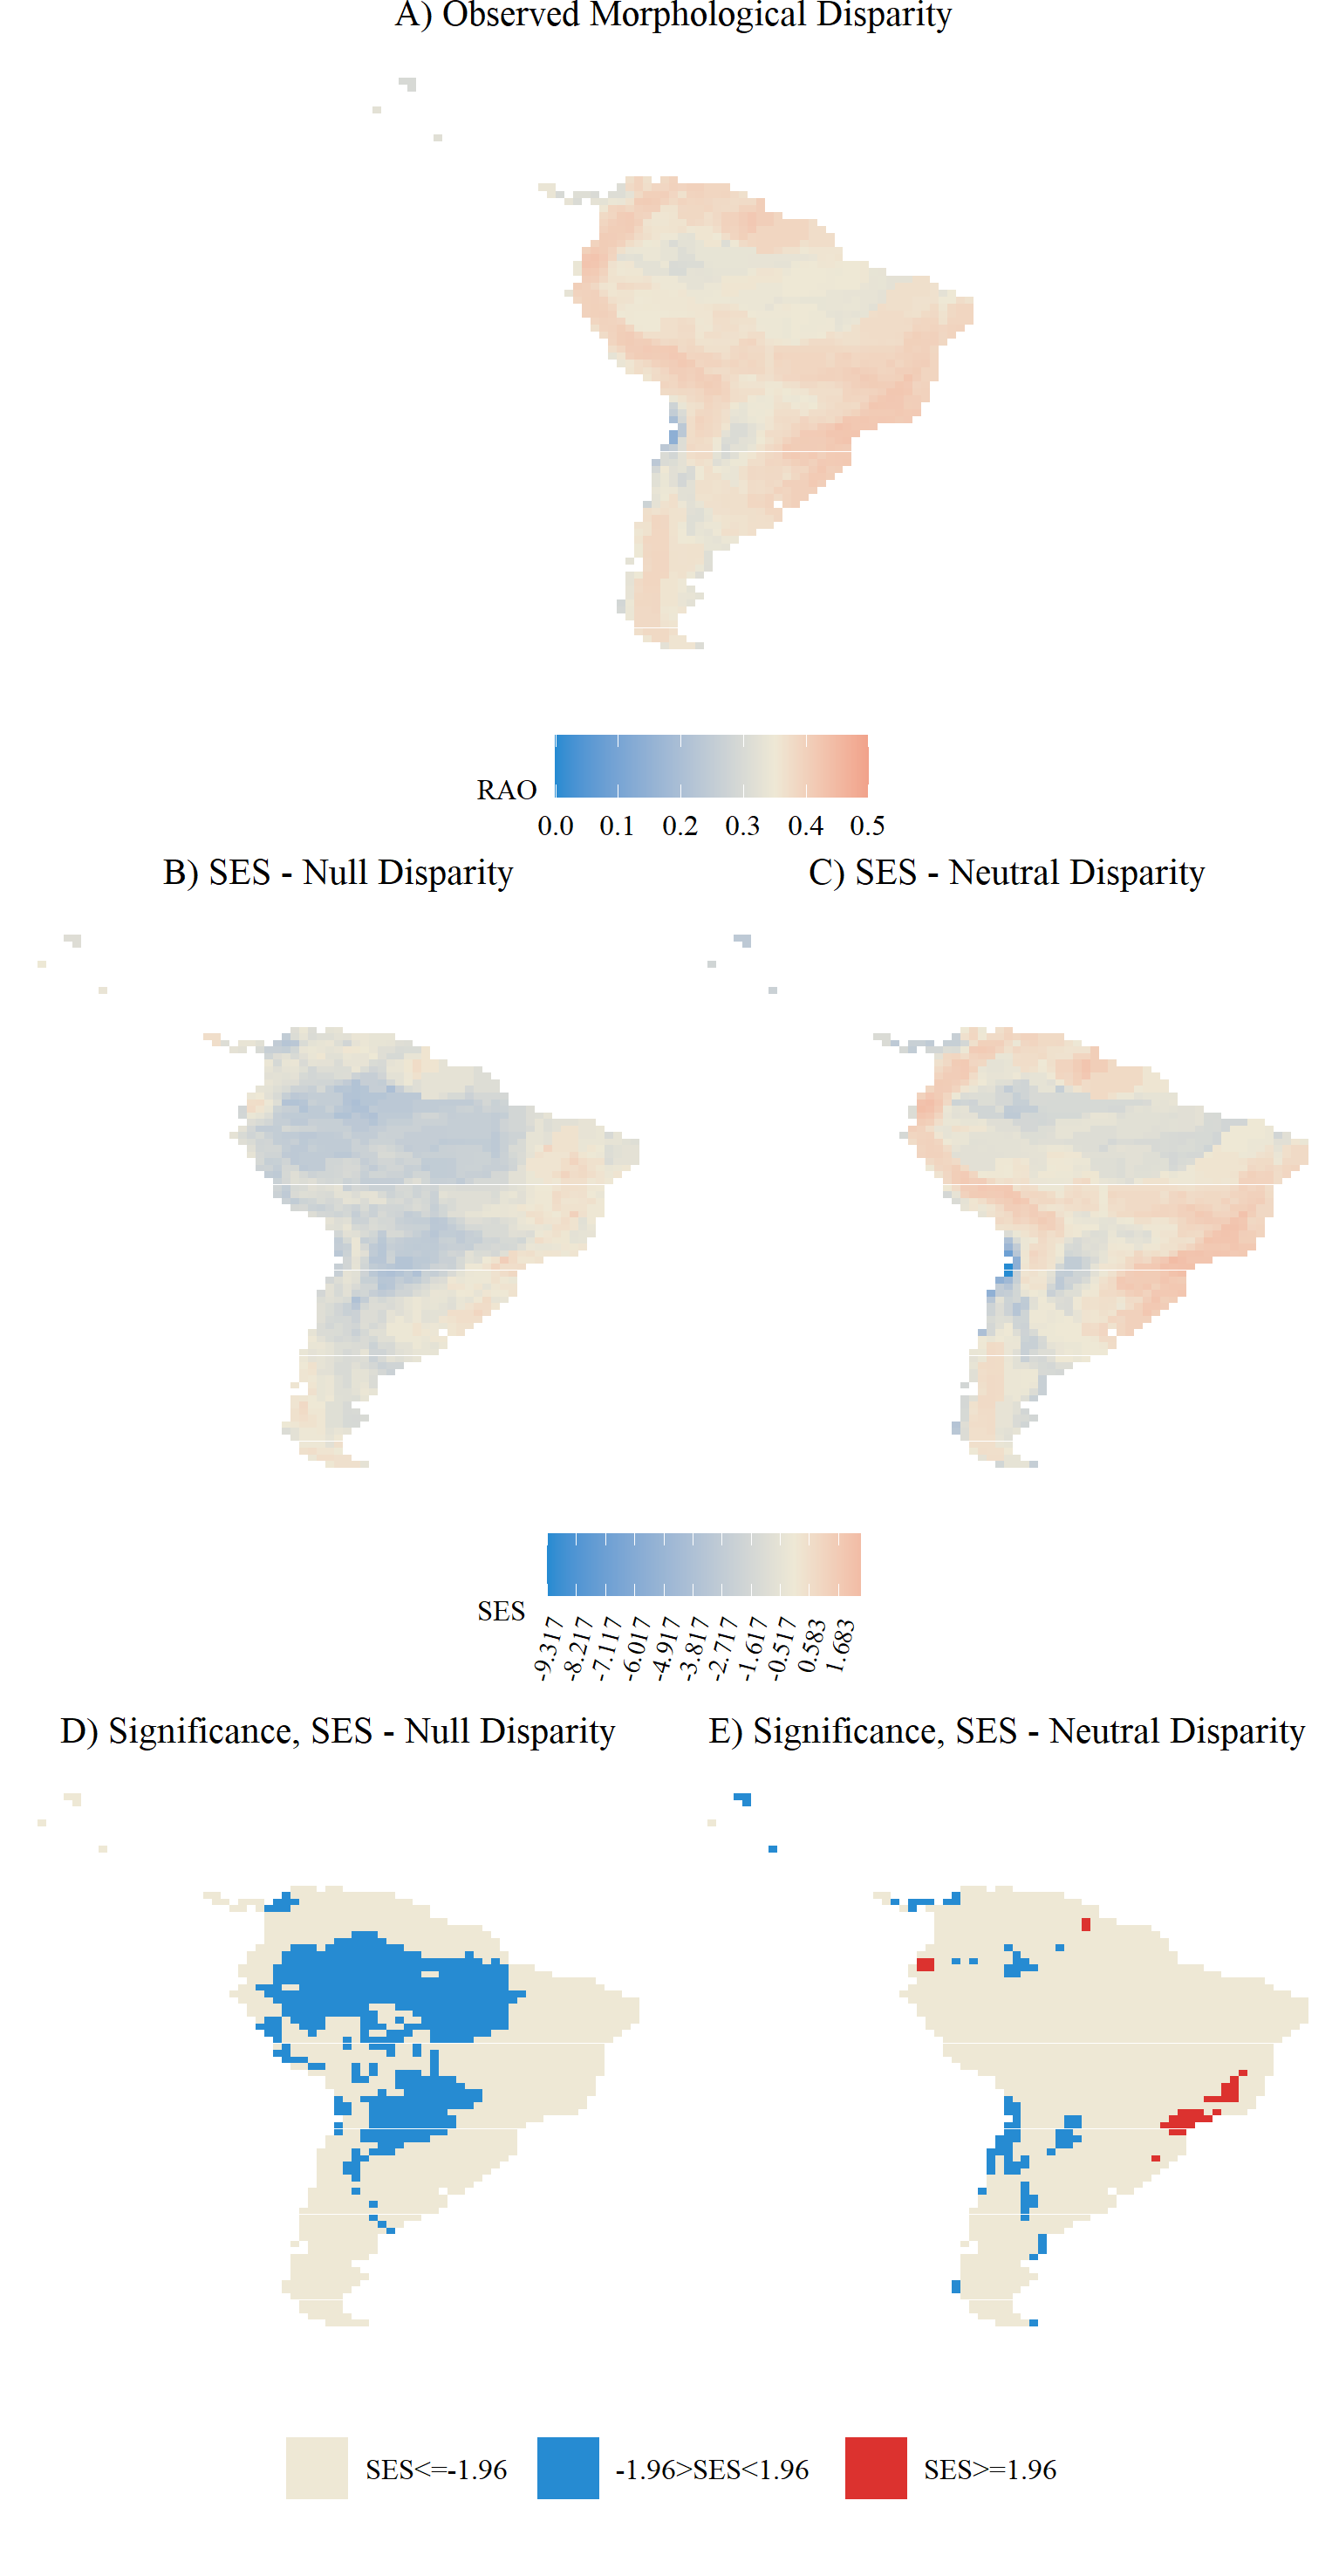 A) Observed Morphological Disparity
RAO
0.0 0.1 0.2 0.3 0.4 0.5
B) SES - Null Disparity
C) SES - Neutral Disparity
SES
-9.317 -8.217 -7.117 -6.017 -4.917 -3.817 -2.717 -1.617 -0.517 0.583 1.683
D) Significance, SES - Null Disparity
E) Significance, SES - Neutral Disparity
SES<=-1.96
-1.96>SES<1.96
SES>=1.96